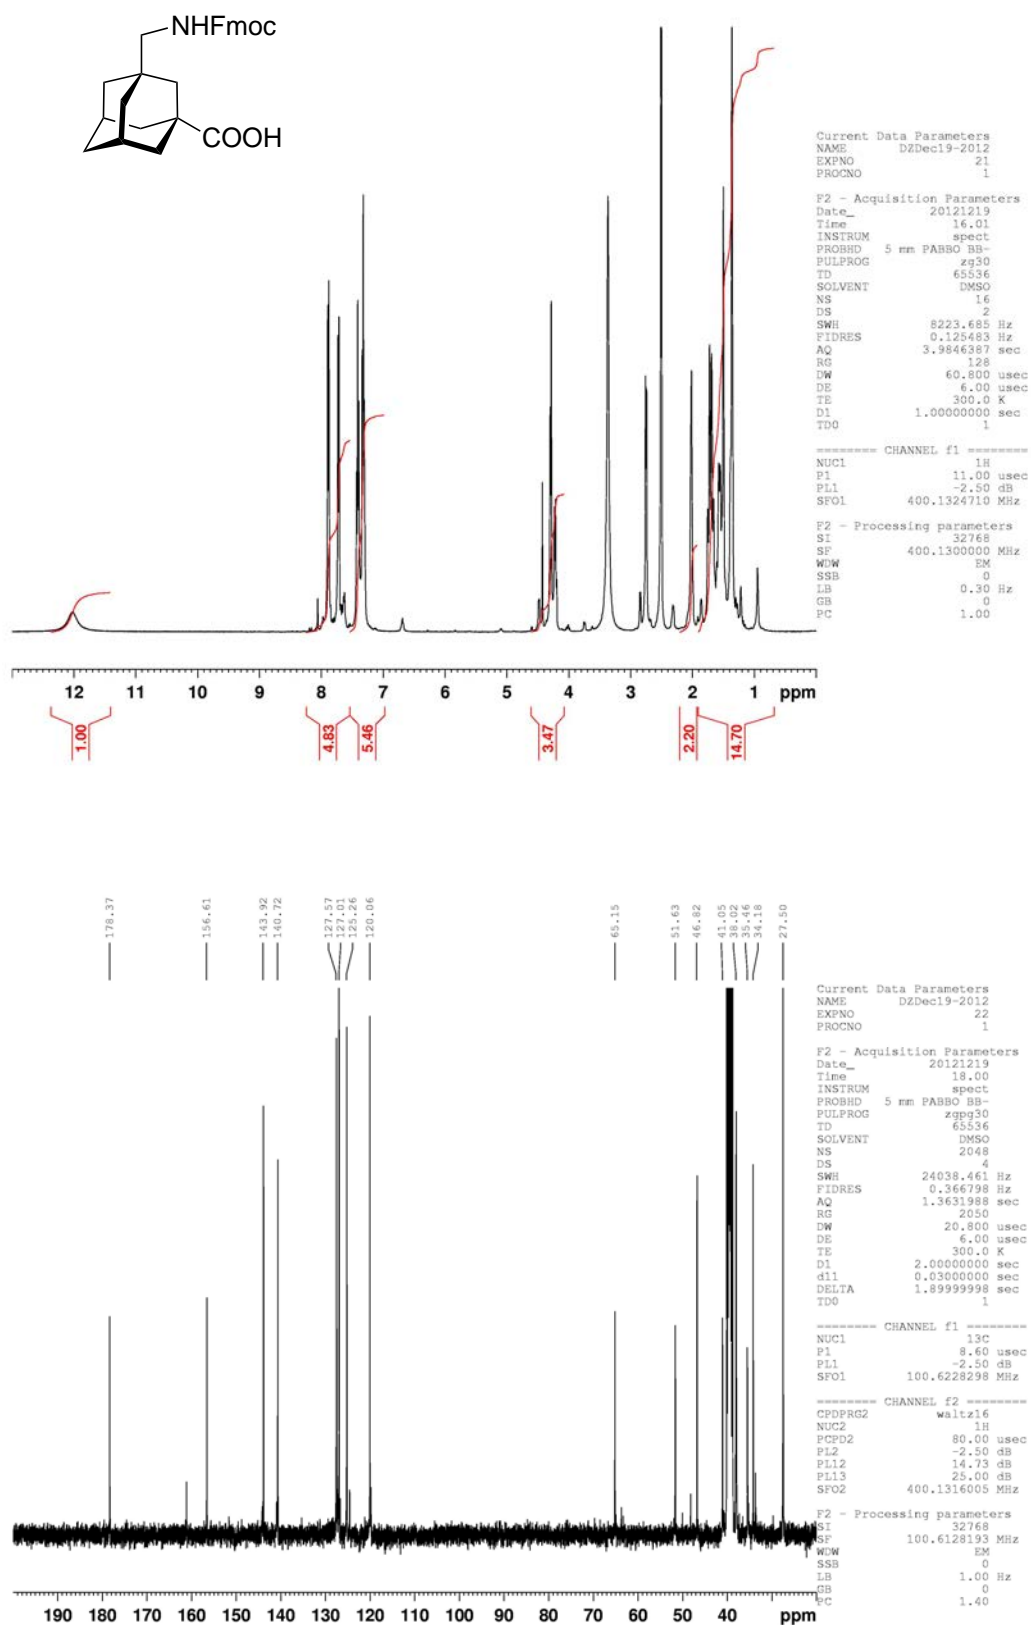 NHFmoc
COOH
Current Data Parameters
NAME DZDec19-2012
EXPNO 21
PROCNO 1
F2 - Acquisition Parameters
Date_ 20121219
Time 16.01
INSTRUM spect
PROBHD 5 mm PABBO BB-
PULPROG zg30
TD 65536
SOLVENT DMSO
NS 16
DS 2
SWH 8223.685 Hz
FIDRES 0.125483 Hz
AQ 3.9846387 sec
RG 128
DW 60.800 usec
DE 6.00 usec
TE 300.0 K
D1 1.00000000 sec
TD0 1
======== CHANNEL f1 ========
NUC1 1H
P1 11.00 usec
PL1 -2.50 dB
SFO1 400.1324710 MHz
F2 - Processing parameters
SI 32768
SF 400.1300000 MHz
WDW EM
SSB 0
LB 0.30 Hz
GB 0
PC 1.00
12 11 10 9 8 7 6 5 4 3 2 1 ppm
1.00 4.83 5.46 3.47 2.20 14.70
178.37 156.61 143.92 140.72 127.57 127.01 125.26 120.06 65.15 51.63 46.82 41.05 38.02 35.46 34.18 27.50
Current Data Parameters
NAME DZDec19-2012
EXPNO 22
PROCNO 1
F2 - Acquisition Parameters
Date_ 20121219
Time 18.00
INSTRUM spect
PROBHD 5 mm PABBO BB-
PULPROG zgpg30
TD 65536
SOLVENT DMSO
NS 2048
DS 4
SWH 24038.461 Hz
FIDRES 0.366798 Hz
AQ 1.3631988 sec
RG 2050
DW 20.800 usec
DE 6.00 usec
TE 300.0 K
D1 2.00000000 sec
d11 0.03000000 sec
DELTA 1.89999998 sec
TD0 1
======== CHANNEL f1 ========
NUC1 13C
P1 8.60 usec
PL1 -2.50 dB
SFO1 100.6228298 MHz
======== CHANNEL f2 ========
CPDPRG2 waltz16
NUC2 1H
PCPD2 80.00 usec
PL2 -2.50 dB
PL12 14.73 dB
PL13 25.00 dB
SFO2 400.1316005 MHz
F2 - Processing parameters
SI 32768
SF 100.6128193 MHz
WDW EM
SSB 0
LB 1.00 Hz
GB 0
PC 1.40
190 180 170 160 150 140 130 120 110 100 90 80 70 60 50 40 ppm